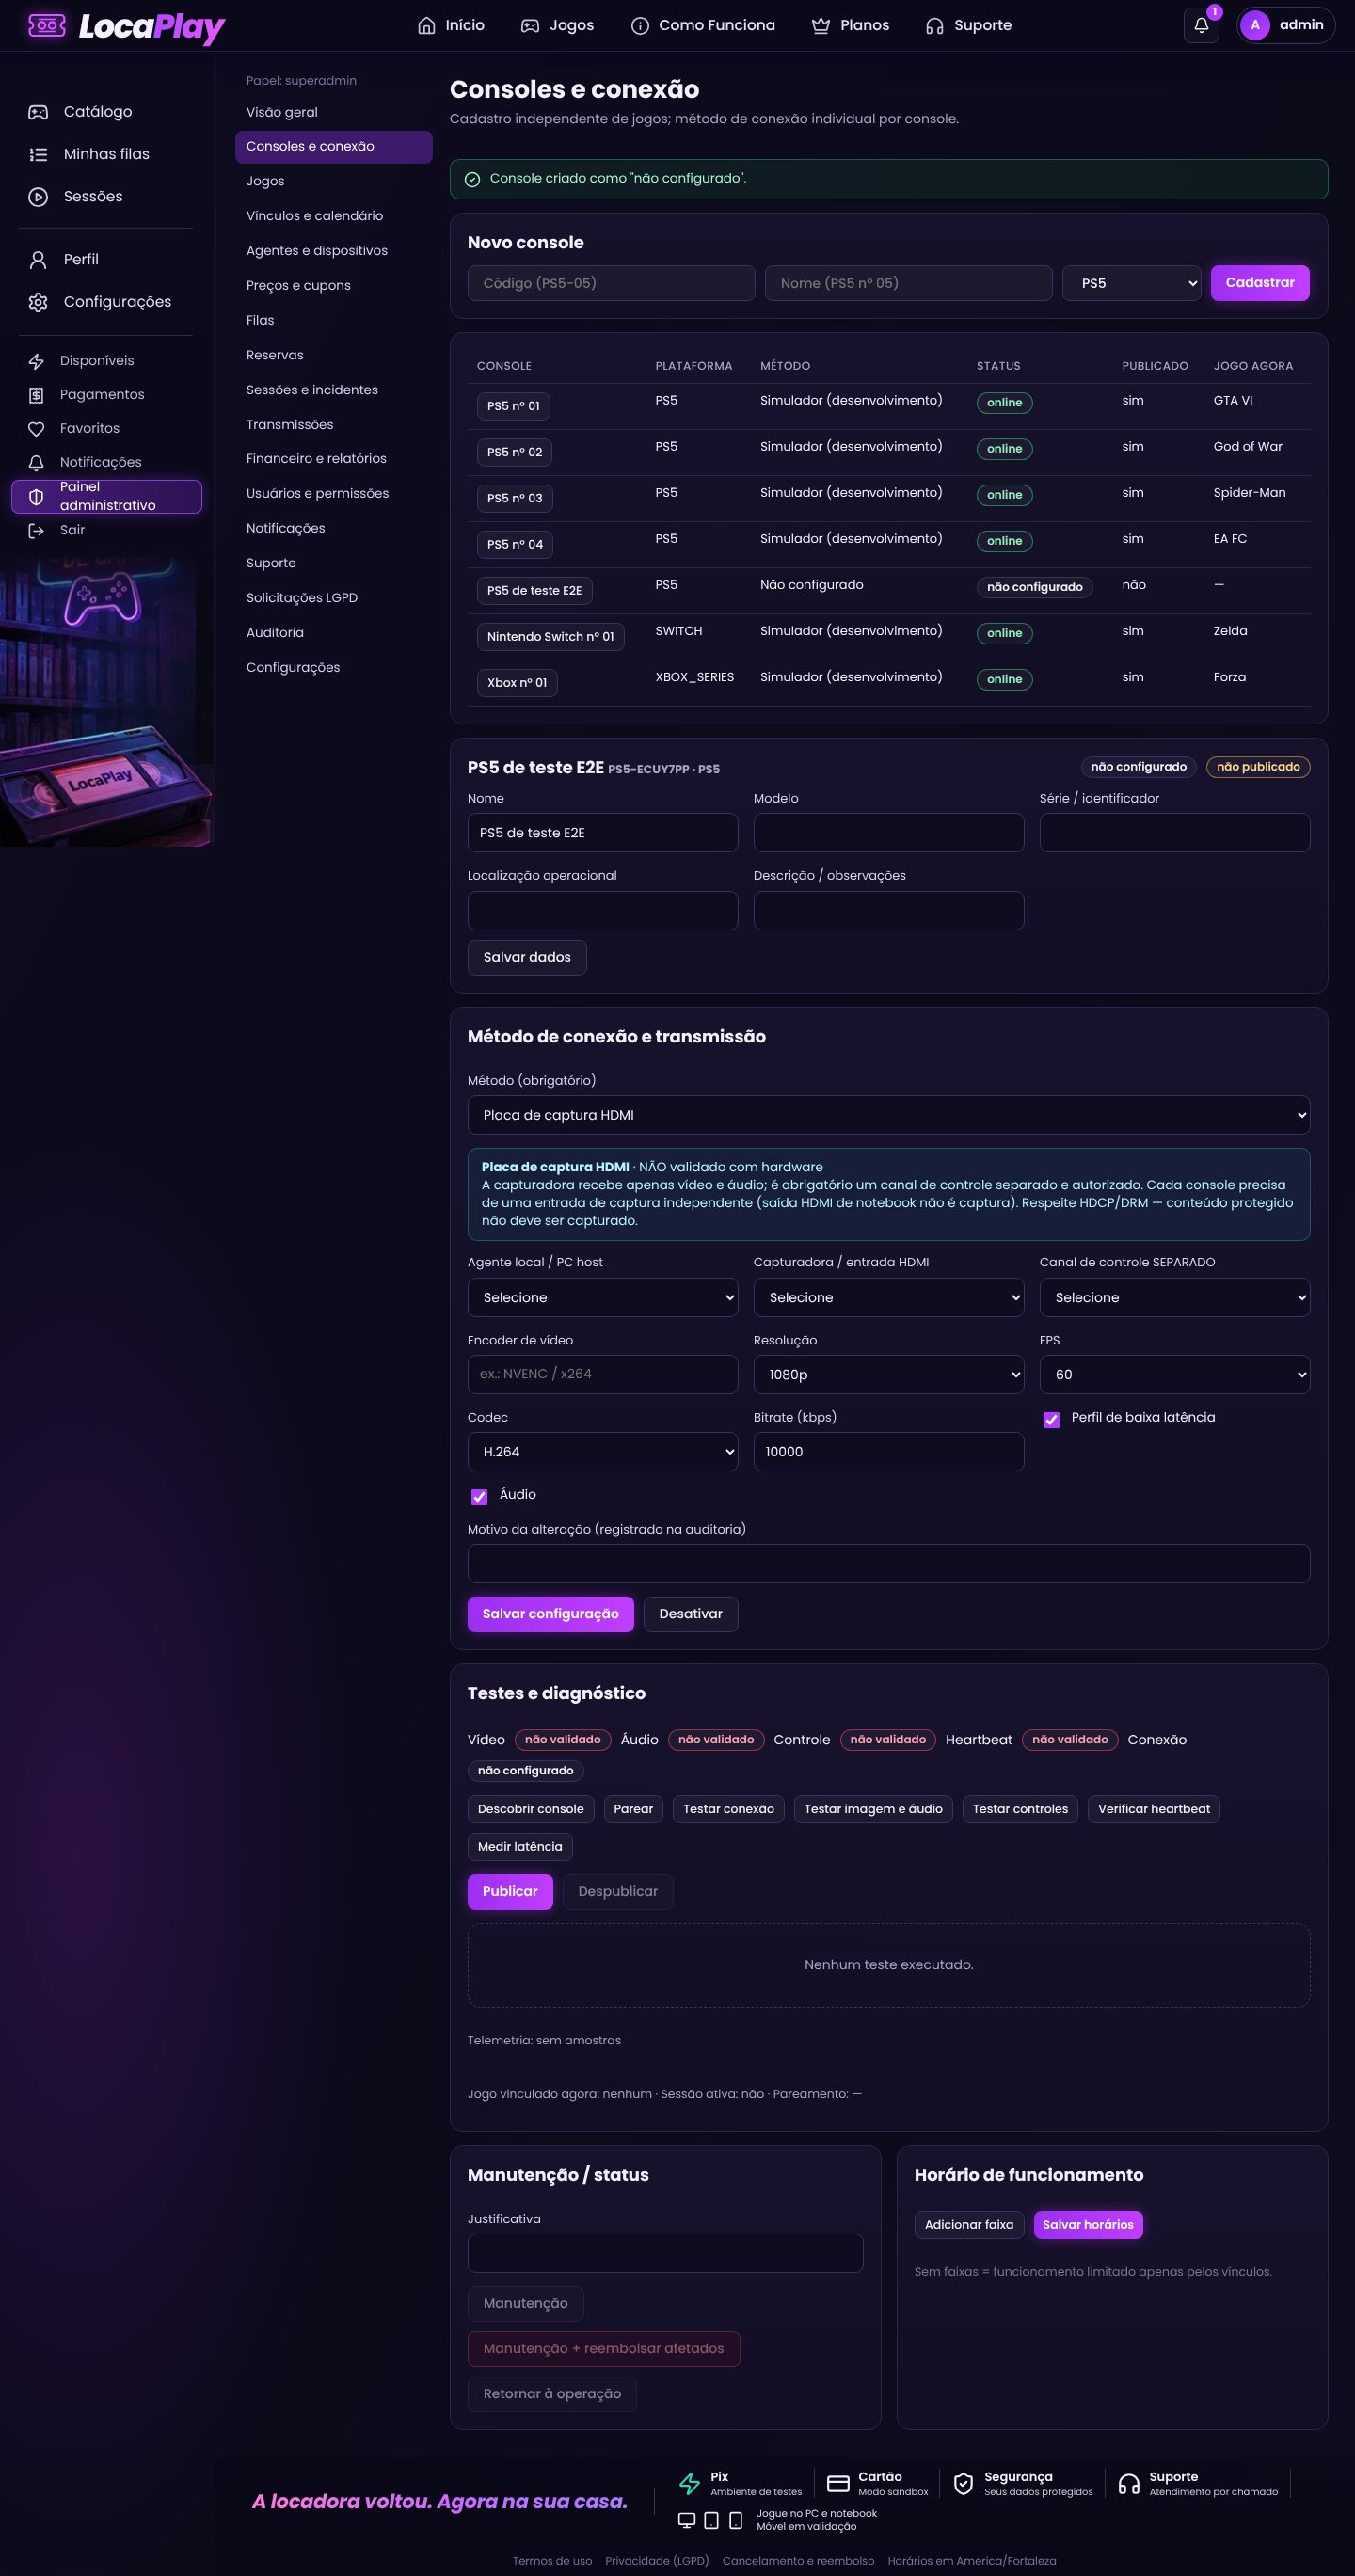 LocaPlay
Início
Jogos
Como Funciona
Planos
Suporte
1
A
admin
Catálogo
Minhas filas
Sessões
Perfil
Configurações
Disponíveis
Pagamentos
Favoritos
Notificações
Painel
administrativo
Sair
LocaPlay
Papel: superadmin
Visão geral
Consoles e conexão
Jogos
Vínculos e calendário
Agentes e dispositivos
Preços e cupons
Filas
Reservas
Sessões e incidentes
Transmissões
Financeiro e relatórios
Usuários e permissões
Notificações
Suporte
Solicitações LGPD
Auditoria
Configurações
Consoles e conexão
Cadastro independente de jogos; método de conexão individual por console.
Console criado como "não configurado".
Novo console
Código (PS5-05)
Nome (PS5 nº 05)
PS5
Cadastrar
CONSOLE PLATAFORMA MÉTODO STATUS PUBLICADO JOGO AGORA
PS5 nº 01 PS5 Simulador (desenvolvimento) online sim GTA VI
PS5 nº 02 PS5 Simulador (desenvolvimento) online sim God of War
PS5 nº 03 PS5 Simulador (desenvolvimento) online sim Spider-Man
PS5 nº 04 PS5 Simulador (desenvolvimento) online sim EA FC
PS5 de teste E2E PS5 Não configurado não configurado não —
Nintendo Switch nº 01 SWITCH Simulador (desenvolvimento) online sim Zelda
Xbox nº 01 XBOX_SERIES Simulador (desenvolvimento) online sim Forza
PS5 de teste E2E PS5-ECUY7PP · PS5 não configurado não publicado
Nome Modelo Série / identificador
PS5 de teste E2E
Localização operacional Descrição / observações
Salvar dados
Método de conexão e transmissão
Método (obrigatório)
Placa de captura HDMI
Placa de captura HDMI · NÃO validado com hardware
A capturadora recebe apenas vídeo e áudio; é obrigatório um canal de controle separado e autorizado. Cada console precisa
de uma entrada de captura independente (saída HDMI de notebook não é captura). Respeite HDCP/DRM — conteúdo protegido
não deve ser capturado.
Agente local / PC host Capturadora / entrada HDMI Canal de controle SEPARADO
Selecione Selecione Selecione
Encoder de vídeo Resolução FPS
ex.: NVENC / x264 1080p 60
Codec Bitrate (kbps) Perfil de baixa latência
H.264 10000
Áudio
Motivo da alteração (registrado na auditoria)
Salvar configuração Desativar
Testes e diagnóstico
Vídeo não validado Áudio não validado Controle não validado Heartbeat não validado Conexão
não configurado
Descobrir console Parear Testar conexão Testar imagem e áudio Testar controles Verificar heartbeat
Medir latência
Publicar Despublicar
Nenhum teste executado.
Telemetria: sem amostras
Jogo vinculado agora: nenhum · Sessão ativa: não · Pareamento: —
Manutenção / status
Justificativa
Manutenção
Manutenção + reembolsar afetados
Retornar à operação
Horário de funcionamento
Adicionar faixa Salvar horários
Sem faixas = funcionamento limitado apenas pelos vínculos.
A locadora voltou. Agora na sua casa.
Pix
Ambiente de testes
Cartão
Modo sandbox
Segurança
Seus dados protegidos
Suporte
Atendimento por chamado
Jogue no PC e notebook
Móvel em validação
Termos de uso Privacidade (LGPD) Cancelamento e reembolso Horários em America/Fortaleza